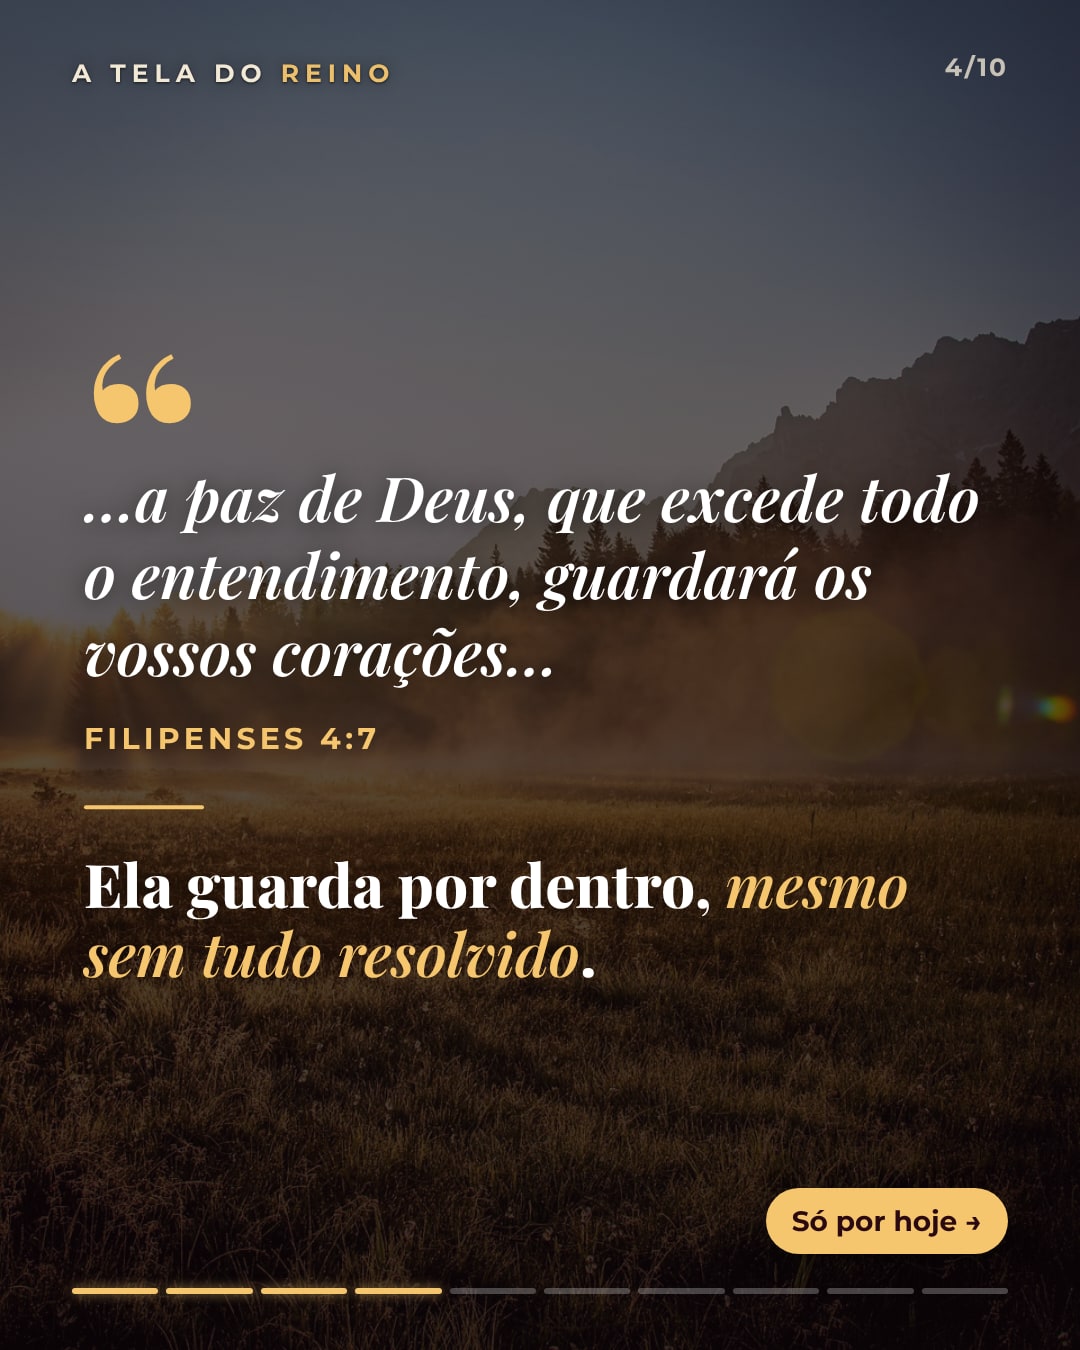 A TELA DO REINO
4/10
“
...a paz de Deus, que excede todo
o entendimento, guardará os
vossos corações...
FILIPENSES 4:7
Ela guarda por dentro, mesmo
sem tudo resolvido.
Só por hoje →